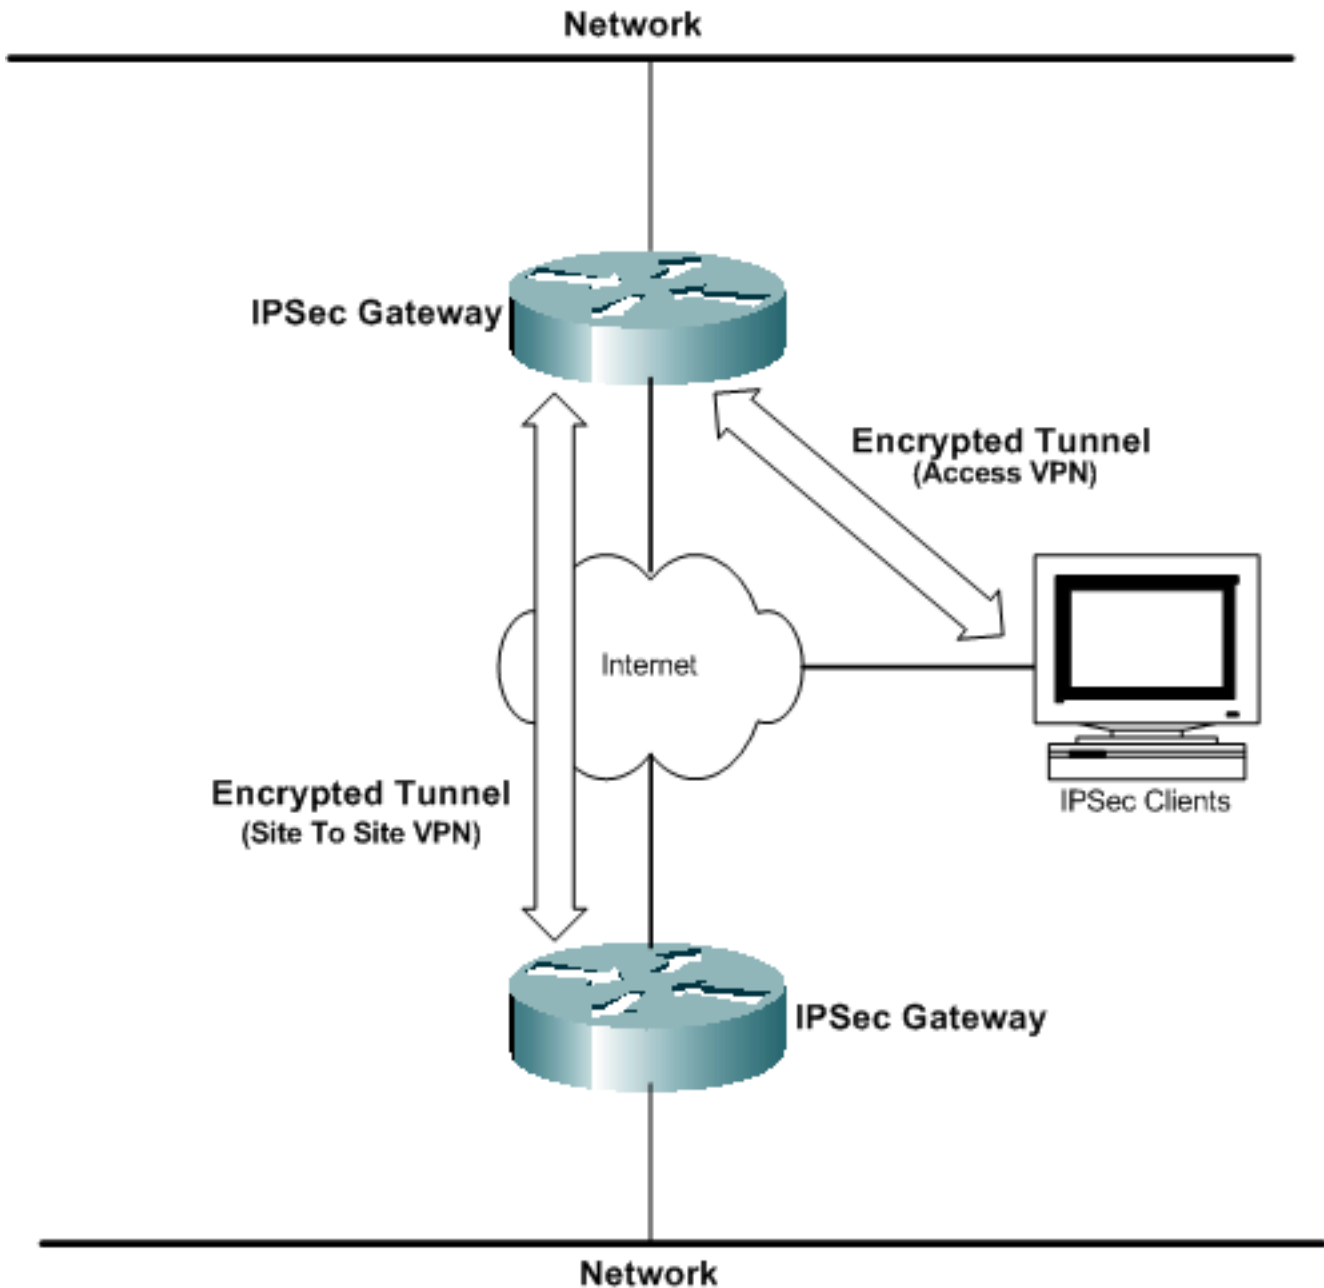 Network
IPSec Gateway
Encrypted Tunnel
(Access VPN)
Internet
Encrypted Tunnel
(Site To Site VPN)
IPSec Clients
IPSec Gateway
Network